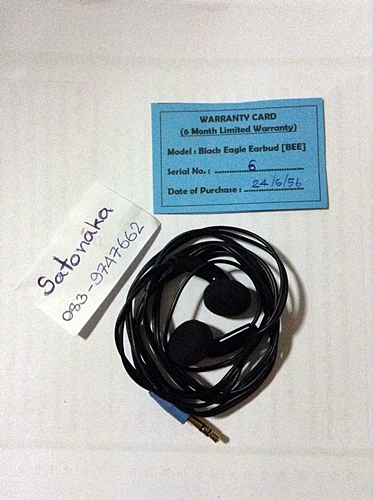 WARRANTY CARD
(6 Month Limited Warranty)
Model : Black Eagle Earbud [BEE]
Serial No. : 6
Date of Purchase : 24/6/56
Satonaka
083-9747662